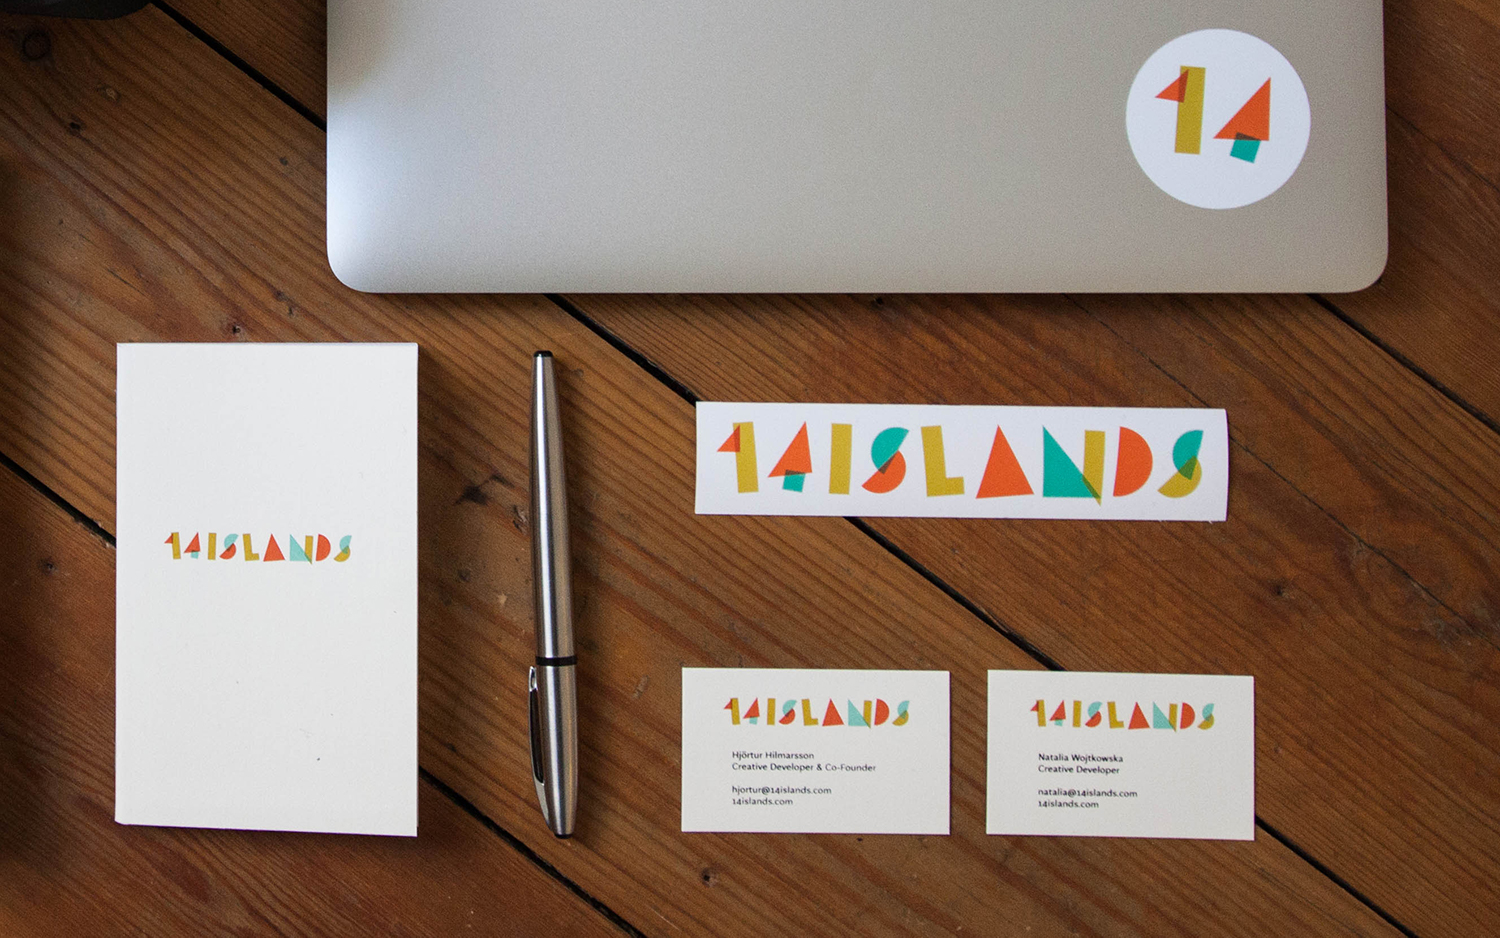 14
14ISLANDS
14ISLANDS
14ISLANDS
Hjörtur Hilmarsson
Creative Developer & Co-Founder
hjortur@14islands.com
14islands.com
14ISLANDS
Natalia Wojtkowska
Creative Developer
natalia@14islands.com
14islands.com